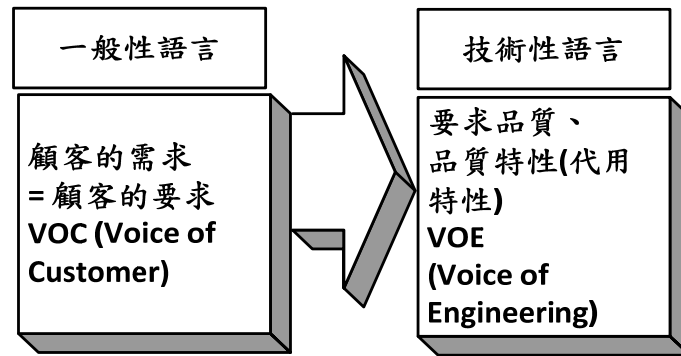 一般性語言
顧客的需求
= 顧客的要求
VOC (Voice of
Customer)
技術性語言
要求品質、
品質特性(代用
特性)
VOE
(Voice of
Engineering)